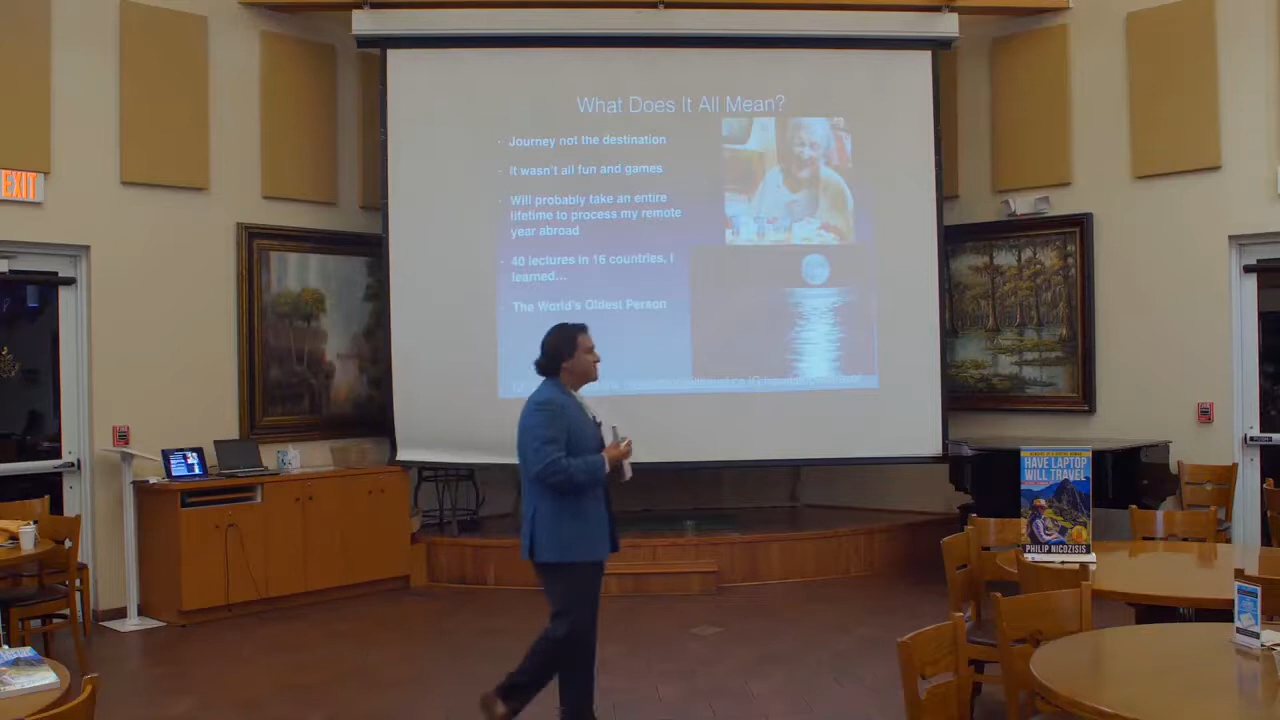 What Does It All Mean?
· Journey not the destination
· It wasn't all fun and games
· Will probably take an entire
lifetime to process my remote
year abroad
· 40 lectures in 16 countries, I
learned...
· The World's Oldest Person
EXIT
HAVE LAPTOP
WILL TRAVEL
PHILIP NICOZISIS
PUSH